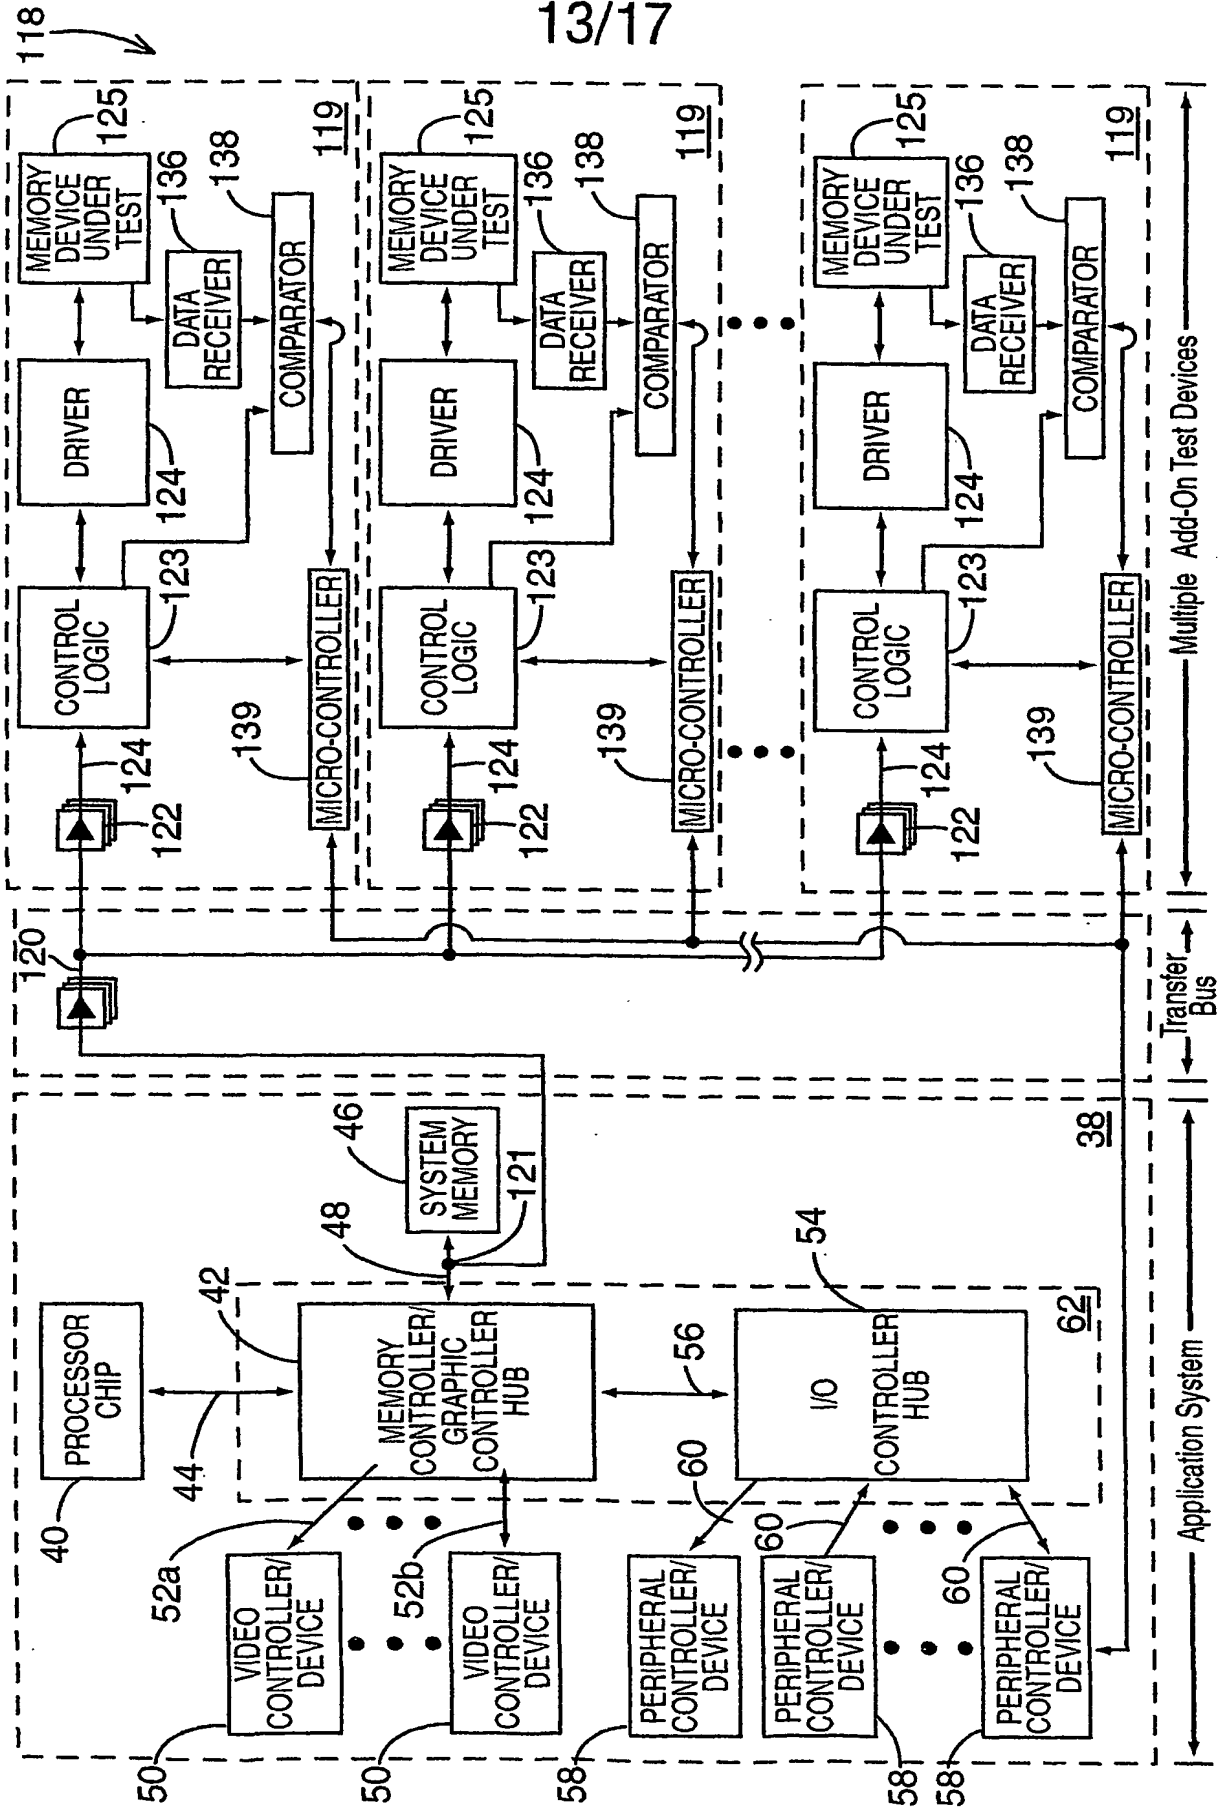 13/17
118
119
MEMORY
DEVICE
UNDER
TEST
125
136
138
DATA
RECEIVER
COMPARATOR
DRIVER
124
CONTROL
LOGIC
123
124
122
139
MICRO-CONTROLLER
119
MEMORY
DEVICE
UNDER
TEST
125
136
138
DATA
RECEIVER
COMPARATOR
DRIVER
124
CONTROL
LOGIC
123
124
122
139
MICRO-CONTROLLER
119
MEMORY
DEVICE
UNDER
TEST
125
136
138
DATA
RECEIVER
COMPARATOR
DRIVER
124
CONTROL
LOGIC
123
124
122
139
MICRO-CONTROLLER
Multiple Add-On Test Devices
120
Transfer
Bus
PROCESSOR
CHIP
40
44
42
MEMORY
CONTROLLER/
GRAPHIC
CONTROLLER
HUB
48
46
SYSTEM
MEMORY
121
38
52a
52b
VIDEO
CONTROLLER/
DEVICE
50
VIDEO
CONTROLLER/
DEVICE
50
56
54
I/O
CONTROLLER
HUB
62
60
60
60
PERIPHERAL
CONTROLLER/
DEVICE
58
PERIPHERAL
CONTROLLER/
DEVICE
58
PERIPHERAL
CONTROLLER/
DEVICE
58
Application System